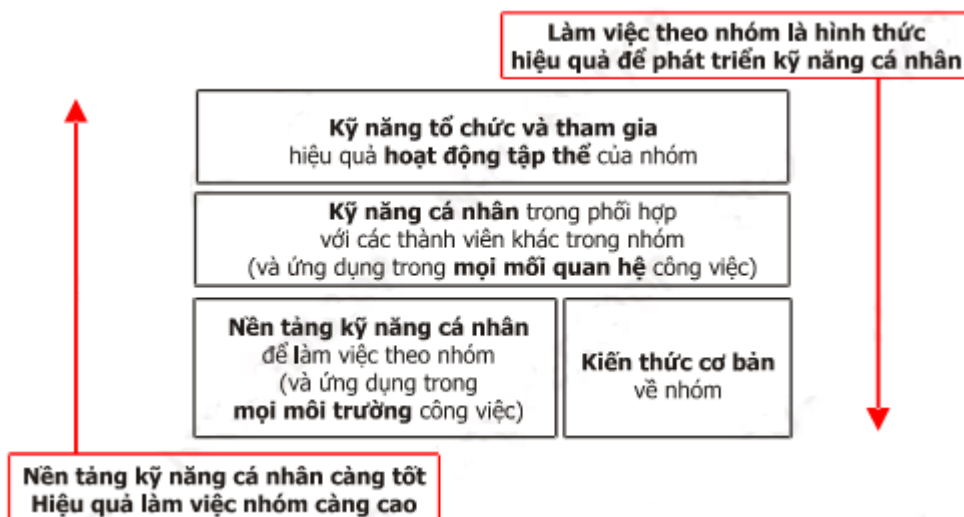 Làm việc theo nhóm là hình thức
hiệu quả để phát triển kỹ năng cá nhân
Kỹ năng tổ chức và tham gia
hiệu quả hoạt động tập thể của nhóm
Kỹ năng cá nhân trong phối hợp
với các thành viên khác trong nhóm
(và ứng dụng trong mọi mối quan hệ công việc)
Nền tảng kỹ năng cá nhân
để làm việc theo nhóm
(và ứng dụng trong
mọi môi trường công việc)
Kiến thức cơ bản
về nhóm
Nền tảng kỹ năng cá nhân càng tốt
Hiệu quả làm việc nhóm càng cao